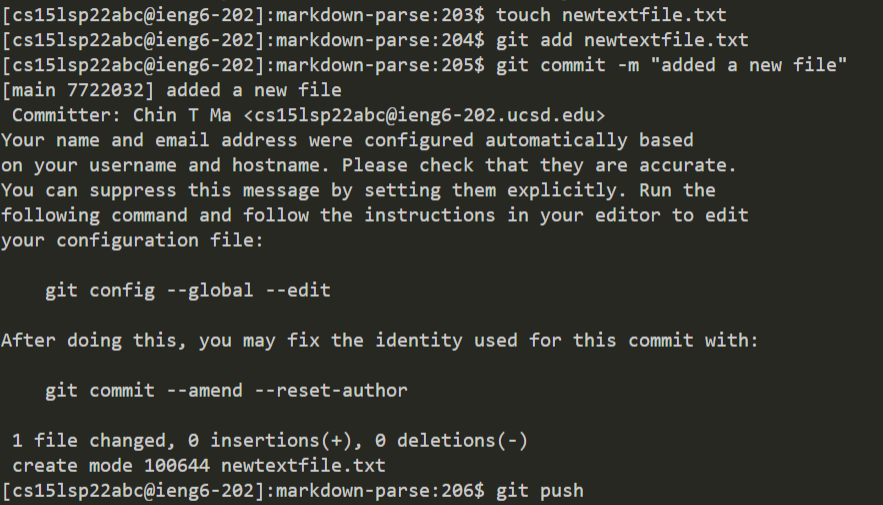 [cs15lsp22abc@ieng6-202]:markdown-parse:203$ touch newtextfile.txt
[cs15lsp22abc@ieng6-202]:markdown-parse:204$ git add newtextfile.txt
[cs15lsp22abc@ieng6-202]:markdown-parse:205$ git commit -m "added a new file"
[main 7722032] added a new file
 Committer: Chin T Ma <cs15lsp22abc@ieng6-202.ucsd.edu>
Your name and email address were configured automatically based
on your username and hostname. Please check that they are accurate.
You can suppress this message by setting them explicitly. Run the
following command and follow the instructions in your editor to edit
your configuration file:

    git config --global --edit

After doing this, you may fix the identity used for this commit with:

    git commit --amend --reset-author

 1 file changed, 0 insertions(+), 0 deletions(-)
 create mode 100644 newtextfile.txt
[cs15lsp22abc@ieng6-202]:markdown-parse:206$ git push